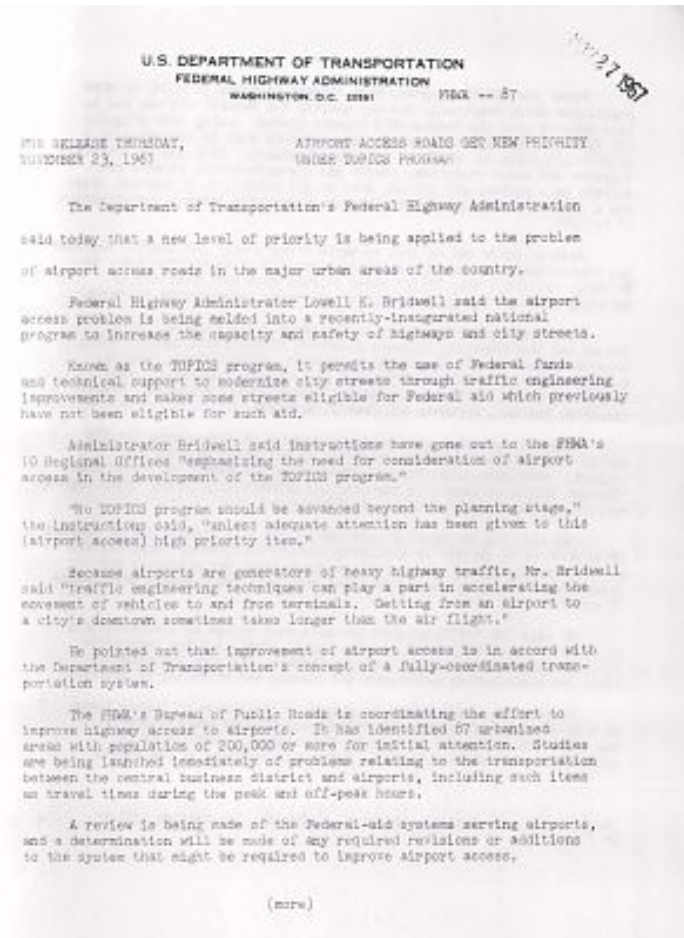 27 1967
U.S. DEPARTMENT OF TRANSPORTATION
FEDERAL HIGHWAY ADMINISTRATION
WASHINGTON, D.C. 20591
FHWA -- 87
FOR RELEASE THURSDAY,
NOVEMBER 23, 1967
AIRPORT ACCESS ROADS GET NEW PRIORITY
UNDER TOPICS PROGRAM
The Department of Transportation's Federal Highway Administration
said today that a new level of priority is being applied to the problem
of airport access roads in the major urban areas of the country.
Federal Highway Administrator Lowell K. Bridwell said the airport
access problem is being melded into a recently-inaugurated national
program to increase the capacity and safety of highways and city streets.
Known as the TOPICS program, it permits the use of Federal funds
and technical support to modernize city streets through traffic engineering
improvements and makes some streets eligible for Federal aid which previously
have not been eligible for such aid.
Administrator Bridwell said instructions have gone out to the FHWA's
10 Regional Offices "emphasizing the need for consideration of airport
access in the development of the TOPICS program."
"No TOPICS program should be advanced beyond the planning stage,"
the instructions said, "unless adequate attention has been given to this
(airport access) high priority item."
Because airports are generators of heavy highway traffic, Mr. Bridwell
said "traffic engineering techniques can play a part in accelerating the
movement of vehicles to and from terminals. Getting from an airport to
a city's downtown sometimes takes longer than the air flight."
He pointed out that improvement of airport access is in accord with
the Department of Transportation's concept of a fully-coordinated trans-
portation system.
The FHWA's Bureau of Public Roads is coordinating the effort to
improve highway access to airports. It has identified urbanized
areas with population of 200,000 or more for initial attention. Studies
are being launched immediately of problems relating to the transportation
between the central business district and airports, including such items
as travel times during the peak and off-peak hours.
A review is being made of the Federal-aid systems serving airports,
and a determination will be made of any required revisions or additions
to the system that might be required to improve airport access.
(more)